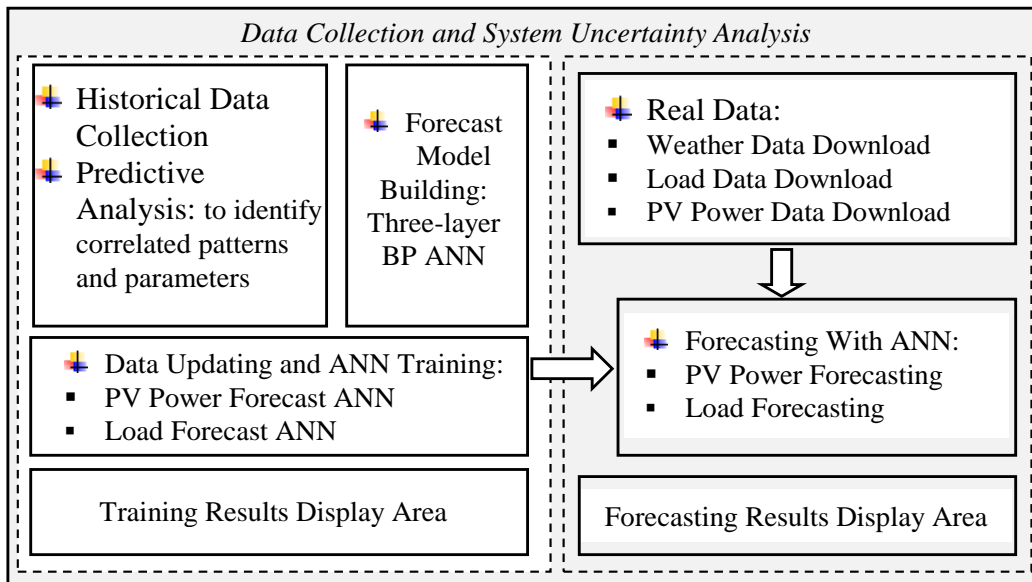 Data Collection and System Uncertainty Analysis
Historical Data
Collection
Predictive
Analysis: to identify
correlated patterns
and parameters
Forecast
Model
Building:
Three-layer
BP ANN
Data Updating and ANN Training:
▪ PV Power Forecast ANN
▪ Load Forecast ANN
Training Results Display Area
Real Data:
▪ Weather Data Download
▪ Load Data Download
▪ PV Power Data Download
Forecasting With ANN:
▪ PV Power Forecasting
▪ Load Forecasting
Forecasting Results Display Area